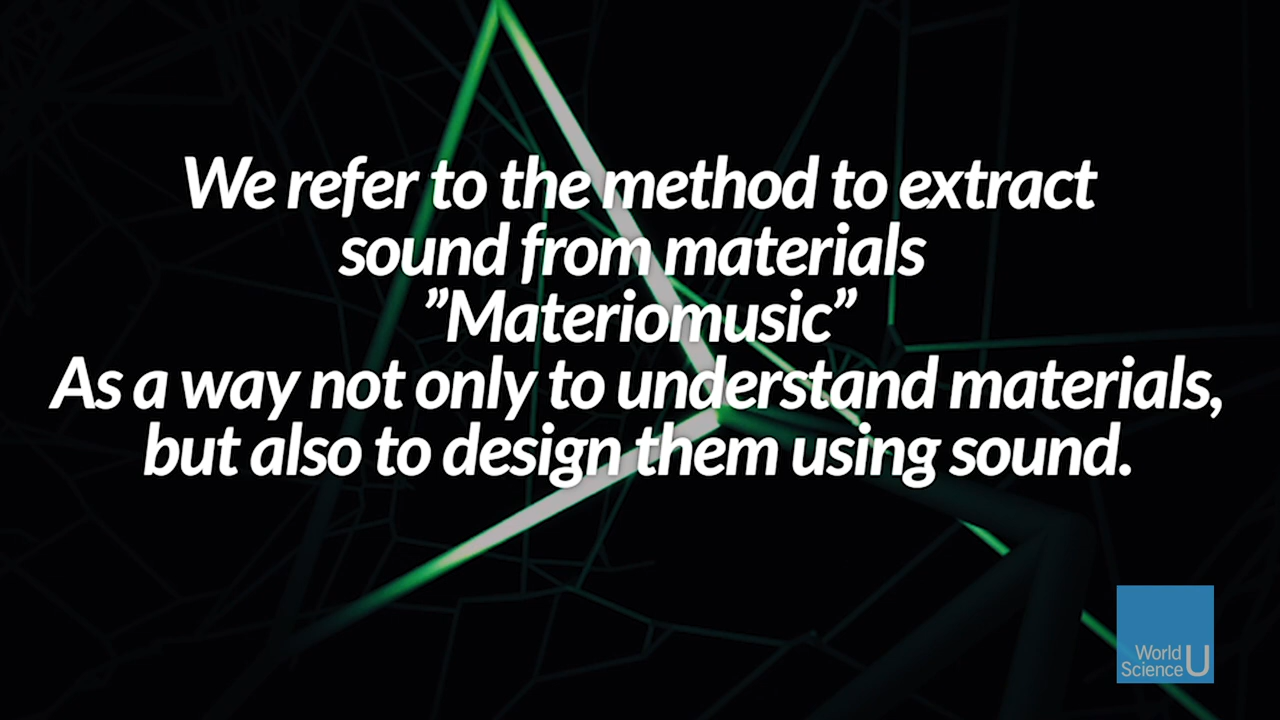 We refer to the method to extract
sound from materials
”Materiomusic”
As a way not only to understand materials,
but also to design them using sound.
World
Science U